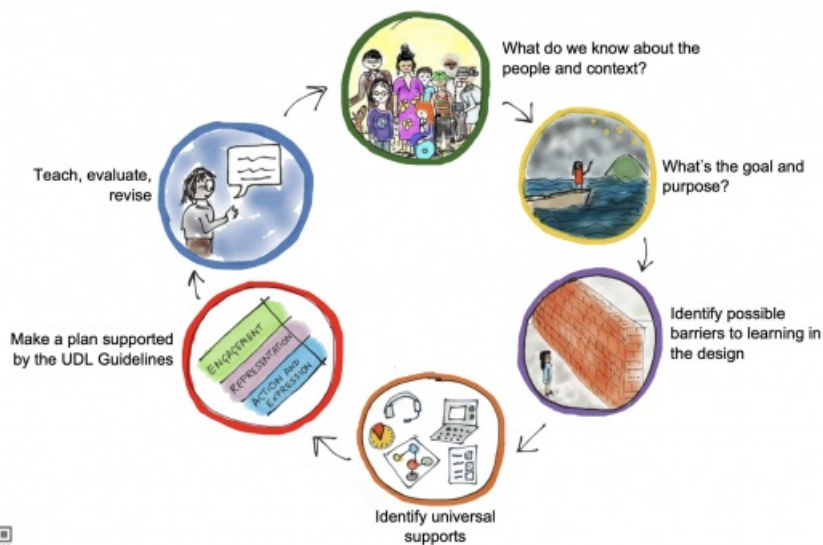 What do we know about the
people and context?
What's the goal and
purpose?
Identify possible
barriers to learning in
the design
Identify universal
supports
Make a plan supported
by the UDL Guidelines
ENGAGEMENT
REPRESENTATION
ACTION AND
EXPRESSION
Teach, evaluate,
revise